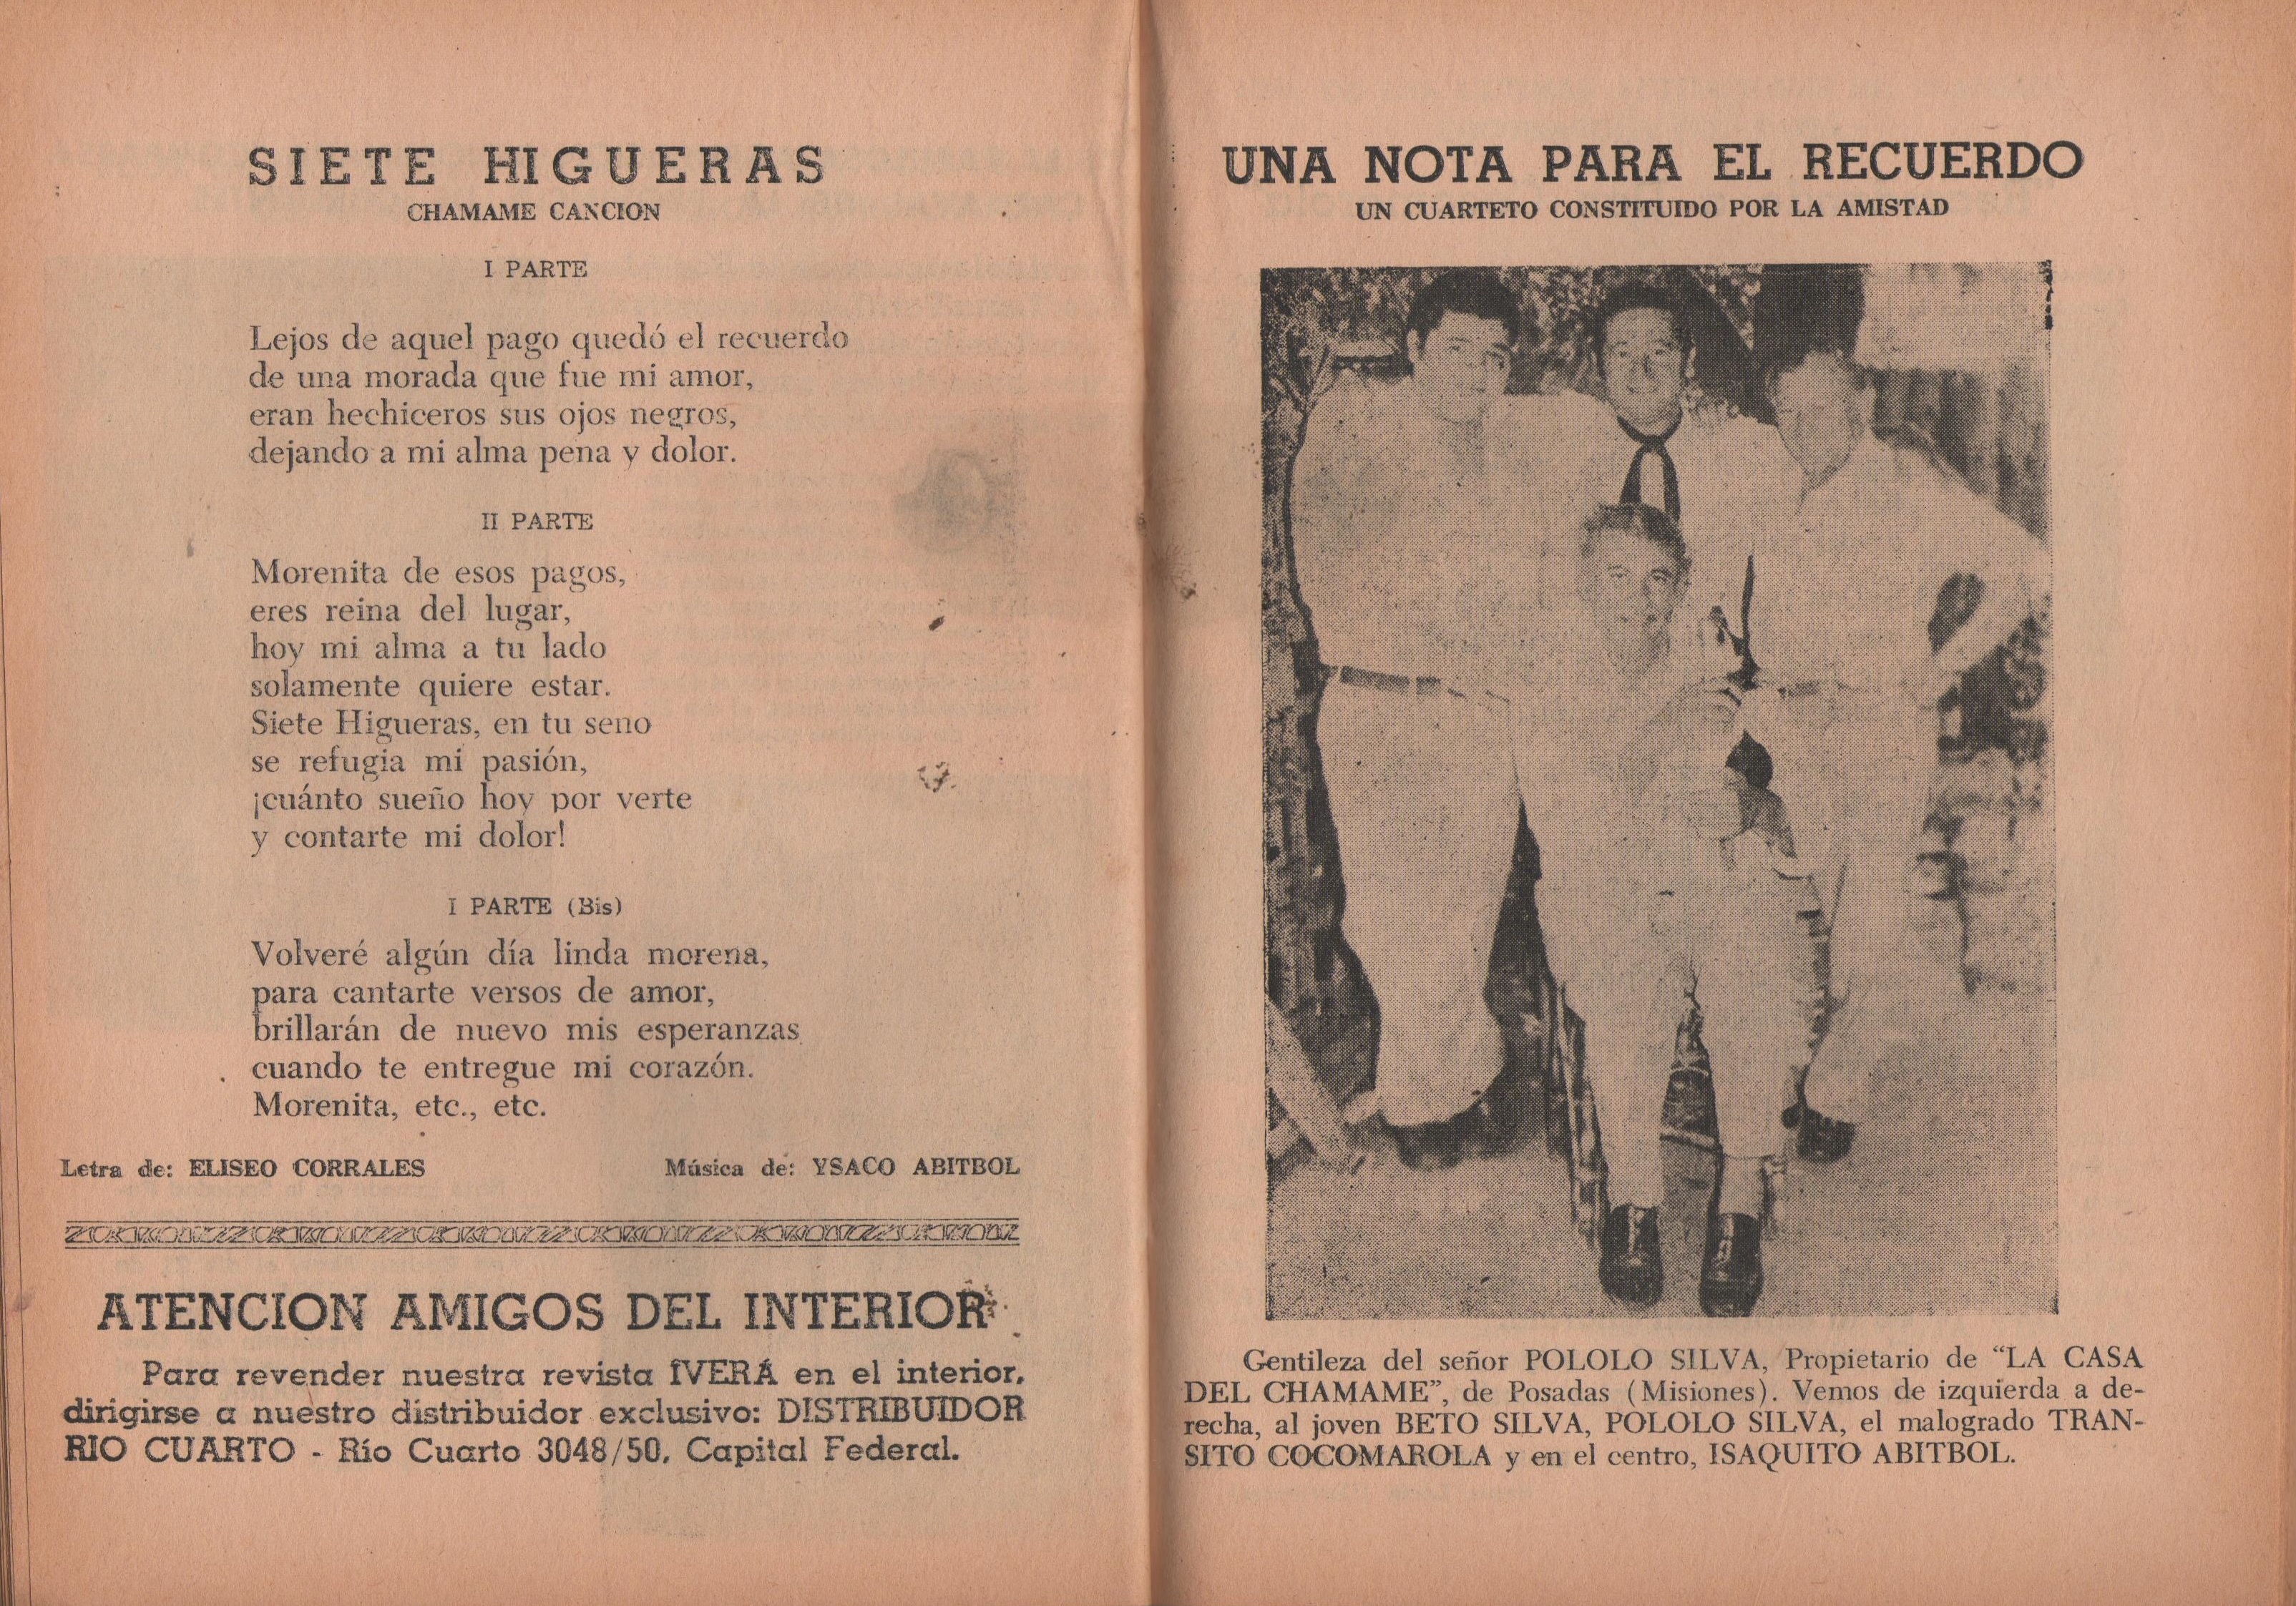 SIETE HIGUERAS
CHAMAME CANCION
I PARTE
Lejos de aquel pago quedó el recuerdo
de una morada que fue mi amor,
eran hechiceros sus ojos negros,
dejando a mi alma pena y dolor.
II PARTE
Morenita de esos pagos,
eres reina del lugar,
hoy mi alma a tu lado
solamente quiere estar.
Siete Higueras, en tu seno
se refugia mi pasión,
¡cuánto sueño hoy por verte
y contarte mi dolor!
I PARTE (Bis)
Volveré algún día linda morena,
para cantarte versos de amor,
brillarán de nuevo mis esperanzas
cuando te entregue mi corazón.
Morenita, etc., etc.
Letra de: ELISEO CORRALES Música de: YSACO ABITBOL
ATENCION AMIGOS DEL INTERIOR
Para revender nuestra revista ÍVERÁ en el interior,
dirigirse a nuestro distribuidor exclusivo: DISTRIBUIDOR
RIO CUARTO - Río Cuarto 3048/50, Capital Federal.
UNA NOTA PARA EL RECUERDO
UN CUARTETO CONSTITUIDO POR LA AMISTAD
Gentileza del señor POLOLO SILVA, Propietario de “LA CASA
DEL CHAMAME”, de Posadas (Misiones). Vemos de izquierda a de-
recha, al joven BETO SILVA, POLOLO SILVA, el malogrado TRAN-
SITO COCOMAROLA y en el centro, ISAQUITO ABITBOL.